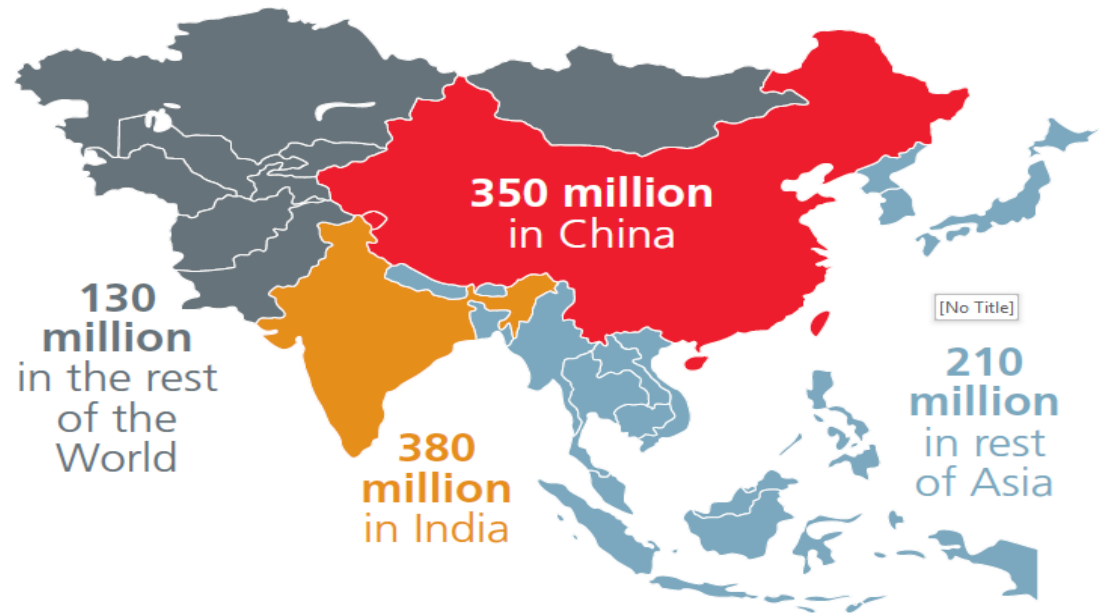 350 million
in China
130
million
in the rest
of the
World
[No Title]
210
million
in rest
of Asia
380
million
in India